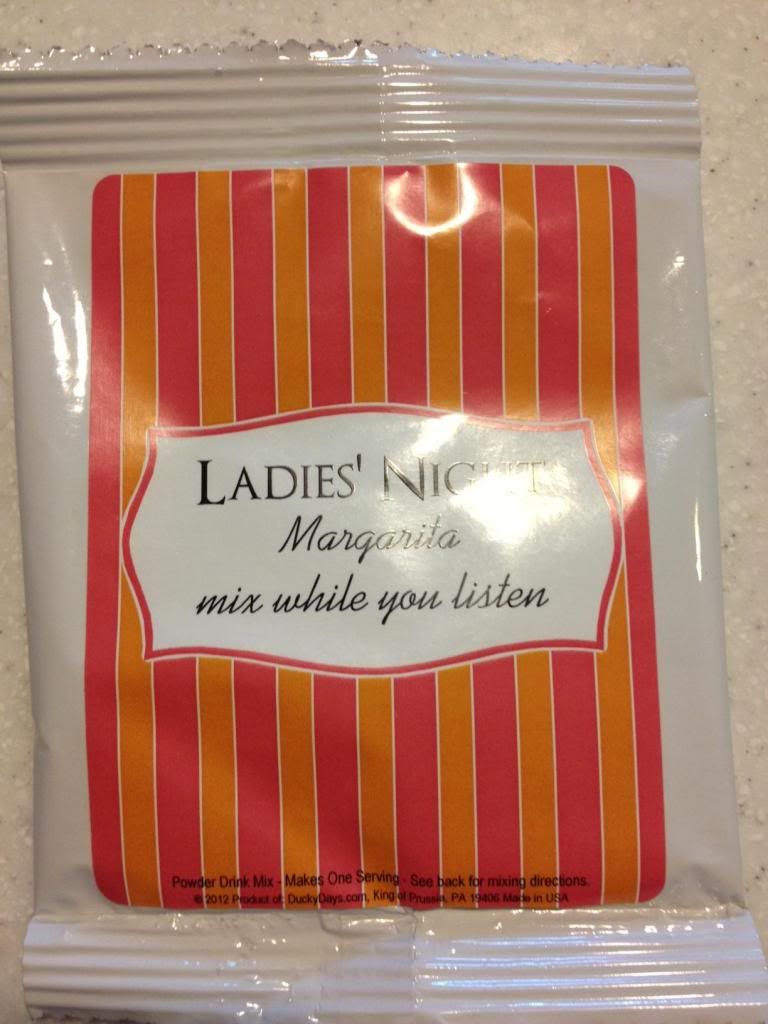 LADIES' NIGHT
Margarita
mix while you listen
Powder Drink Mix - Makes One Serving - See back for mixing directions.
© 2012 Product of: DuckyDays.com, King of Prussia, PA 19406 Made in USA